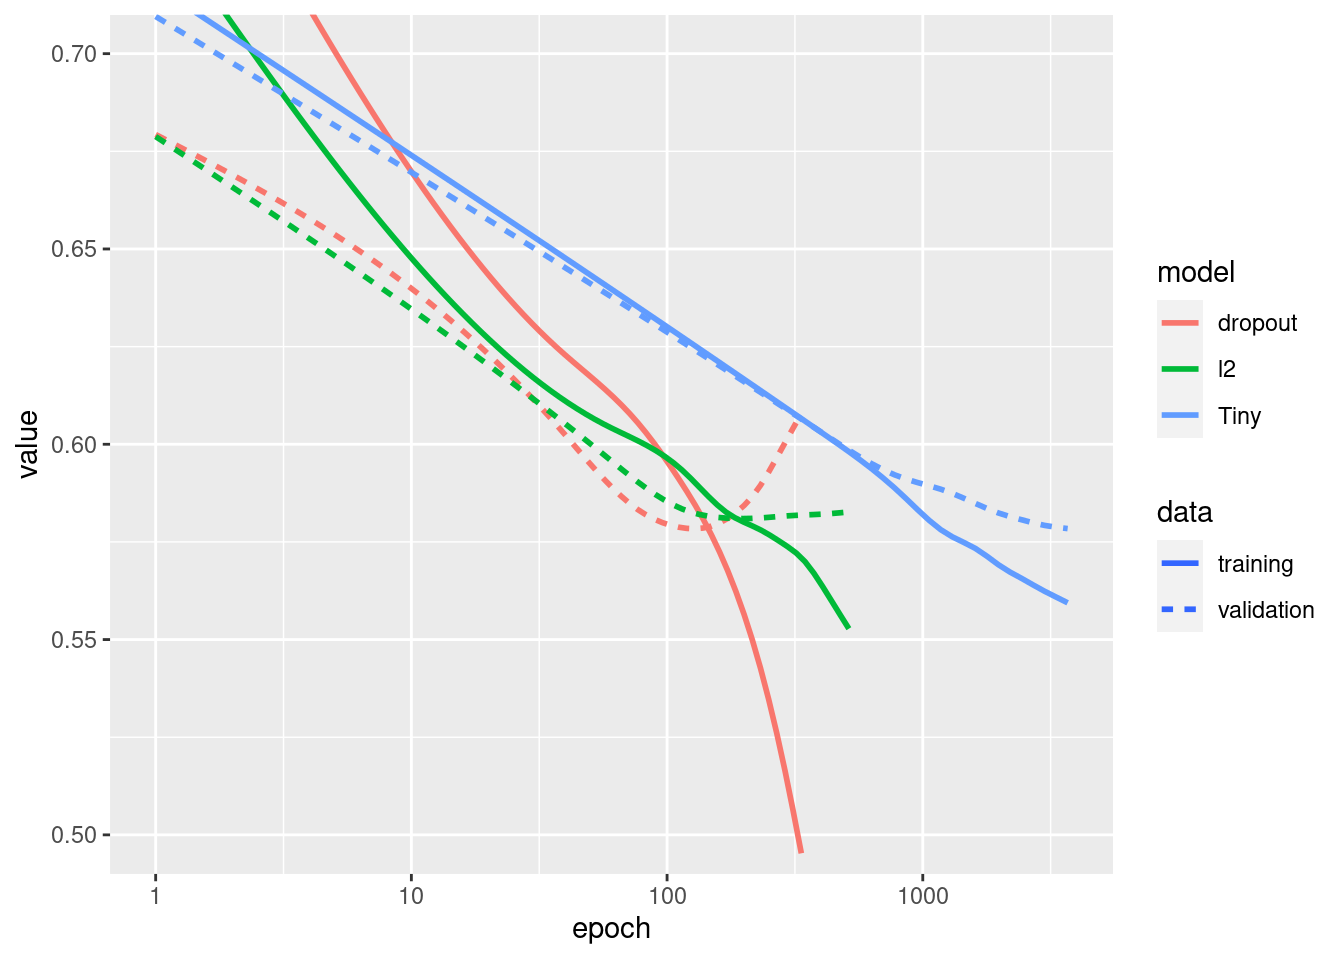 0.70
0.65
0.60
0.55
0.50
value
1 10 100 1000
epoch
model
dropout
l2
Tiny
data
training
validation